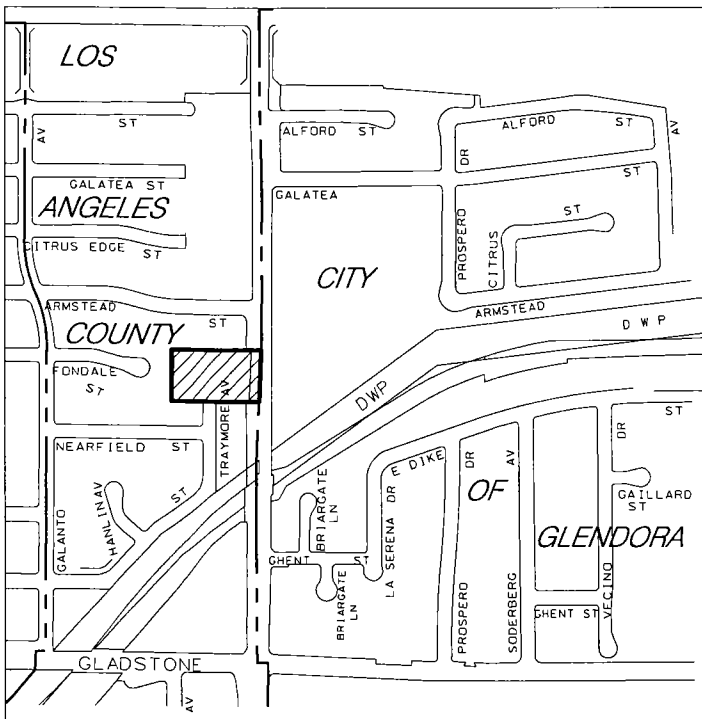 LOS
ST
AV
ALFORD ST
ALFORD ST
AV
DR
GALATEA ST
ANGELES
GALATEA
ST
CITRUS EDGE ST
PROSPERO
CITRUS
ST
CITY
ARMSTEAD
ST
ARMSTEAD
COUNTY
DWP
FONDALE
ST
TRAYMORE AV
DWP
NEARFIELD ST
ST
HANLIN AV
GALANTO
E DIKE
DR
AV
DR
ST
BRIARGATE
LN
LA SERENA DR
OF
GAILLARD
ST
GLENDORA
GHENT ST
BRIARGATE
LN
PROSPERO
SODERBERG
GHENT ST
VECINO
GLADSTONE
AV